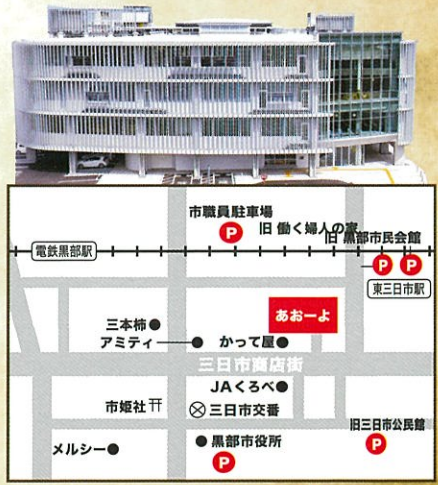 市職員駐車場
P
旧 働く婦人の家
旧 黒部市民会館
電鉄黒部駅
P P
東三日市駅
あおーよ
三本柿
アミティ
かって屋
三日市商店街
JAくろべ
市姫社
三日市交番
旧三日市公民館
メルシー
黒部市役所
P
P